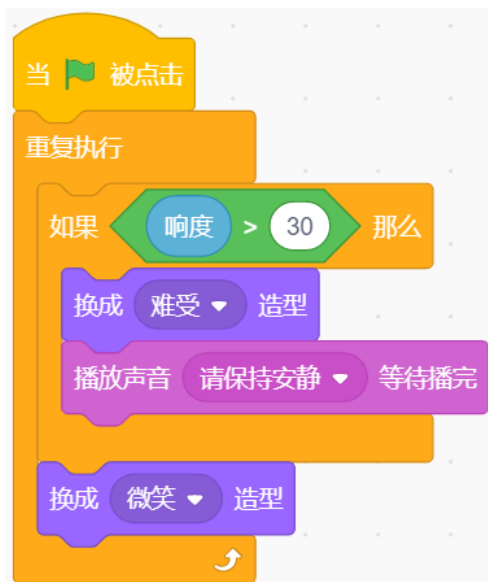 当 被点击
重复执行
如果 响度 > 30 那么
换成 难受 造型
播放声音 请保持安静 等待播完
换成 微笑 造型